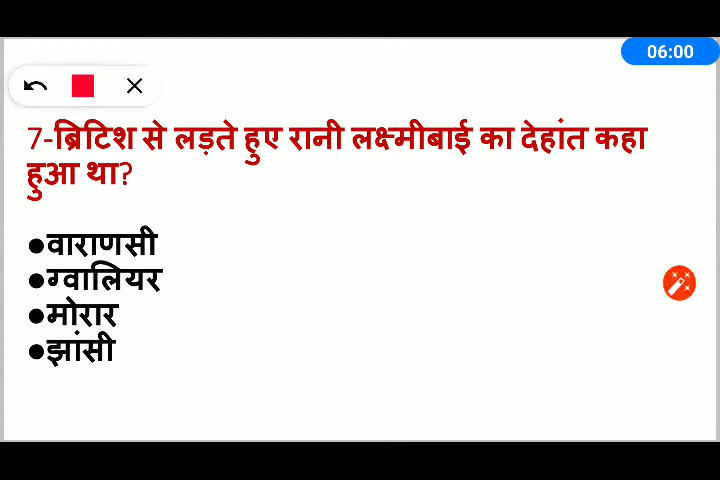 06:00
7-ब्रिटिश से लड़ते हुए रानी लक्ष्मीबाई का देहांत कहा
हुआ था?
●वाराणसी
●ग्वालियर
●मोरार
●झांसी